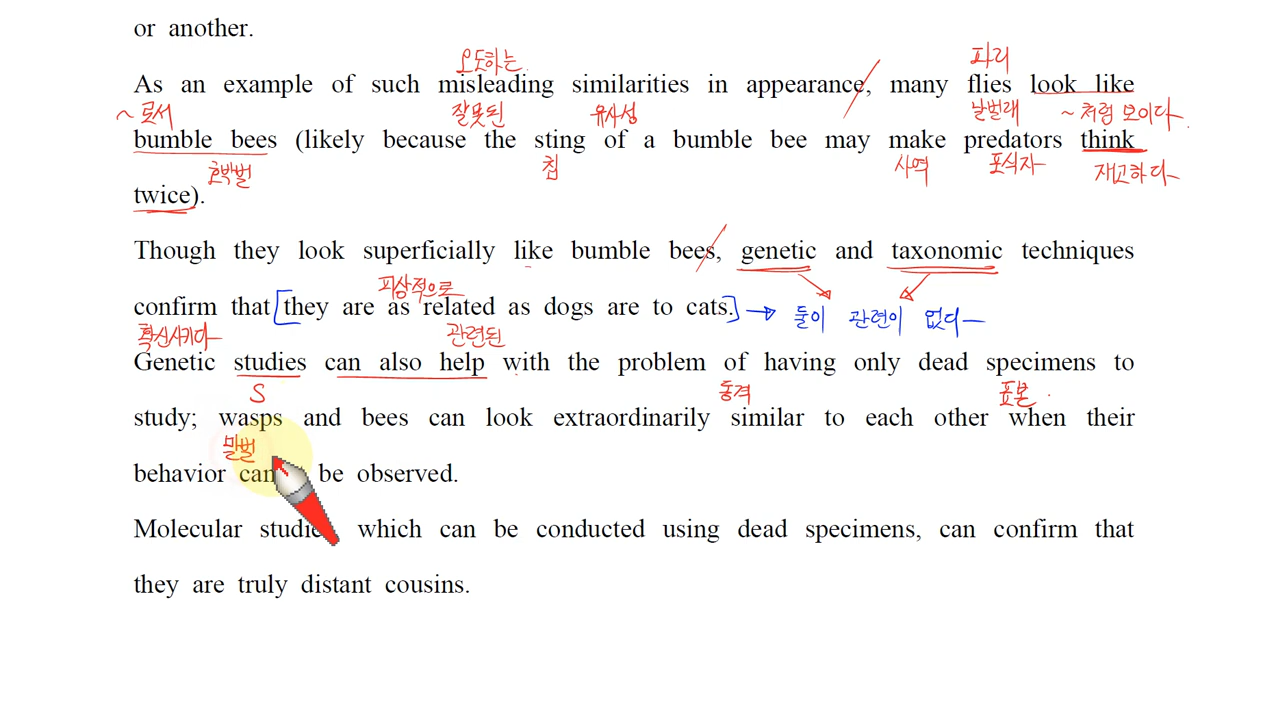 or another.
오도하는 파리
As an example of such misleading similarities in appearance, many flies look like
~로서 잘못된 유사성 날벌레 ~처럼 보이다
bumble bees (likely because the sting of a bumble bee may make predators think
호박벌 침 사역 포식자 재고하다
twice).
Though they look superficially like bumble bees, genetic and taxonomic techniques
피상적으로
confirm that [they are as related as dogs are to cats.] → 둘이 관련이 없다
확신시키다 관련된
Genetic studies can also help with the problem of having only dead specimens to
S 동격 표본
study; wasps and bees can look extraordinarily similar to each other when their
말벌
behavior can be observed.
Molecular which can be conducted using dead specimens, can confirm that
they are truly distant cousins.